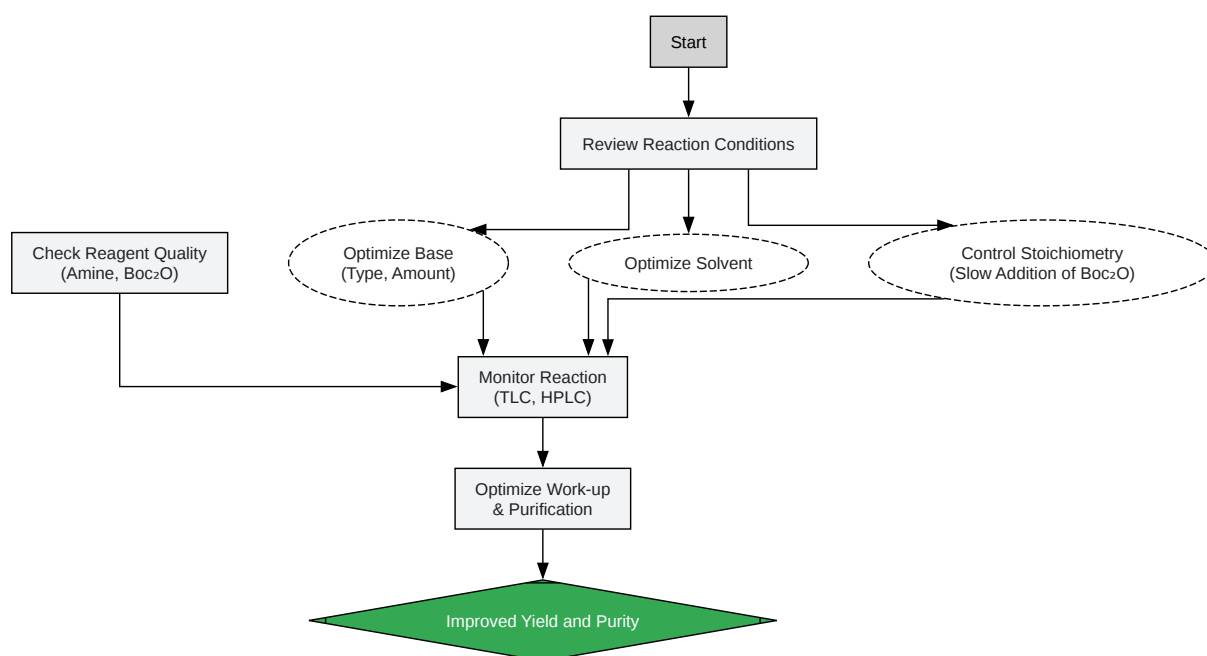 Start
Review Reaction Conditions
Check Reagent Quality
(Amine, Boc₂O)
Optimize Base
(Type, Amount)
Optimize Solvent
Control Stoichiometry
(Slow Addition of Boc₂O)
Monitor Reaction
(TLC, HPLC)
Optimize Work-up
& Purification
Improved Yield and Purity